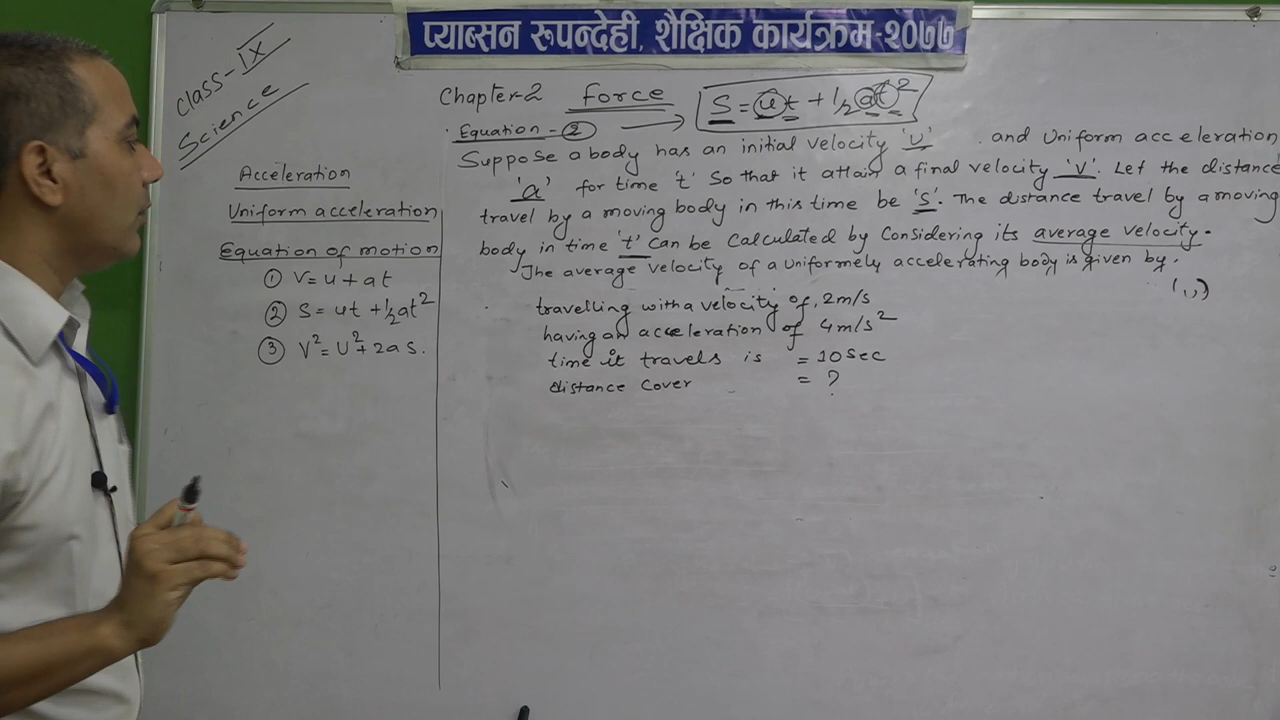 प्याब्सन रुपन्देही, शैक्षिक कार्यक्रम-२०७७
Class-IX
Science
Chapter-2 Force S = ut + 1/2 at²
Equation-②
Suppose a body has an initial velocity 'u' and Uniform acceleration
'a' for time 't' so that it attain a final velocity 'v'. Let the distance
travel by a moving body in this time be 's'. The distance travel by a moving
body in time 't' can be Calculated by Considering its average velocity.
The average velocity of a Uniformely accelerating body is given by.
travelling with a velocity of, 2m/s
having an acceleration of 4m/s²
time it travels is = 10sec
distance Cover = ?
Acceleration
Uniform acceleration
Equation of motion
① V = u + at
② S = ut + 1/2 at²
③ V² = U² + 2as.